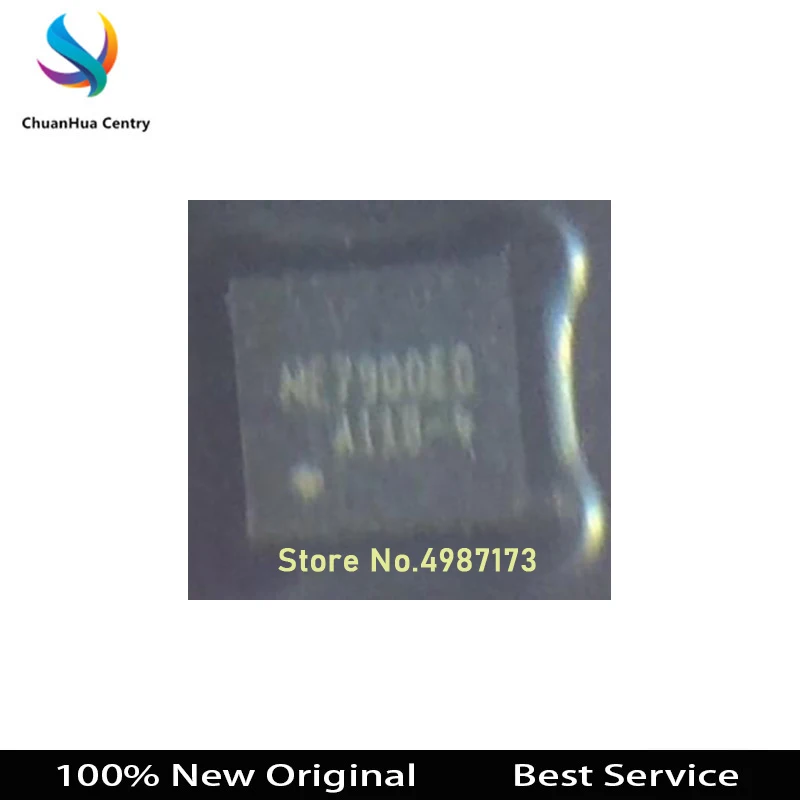 ChuanHua Centry
Store No.4987173
100% New Original
Best Service